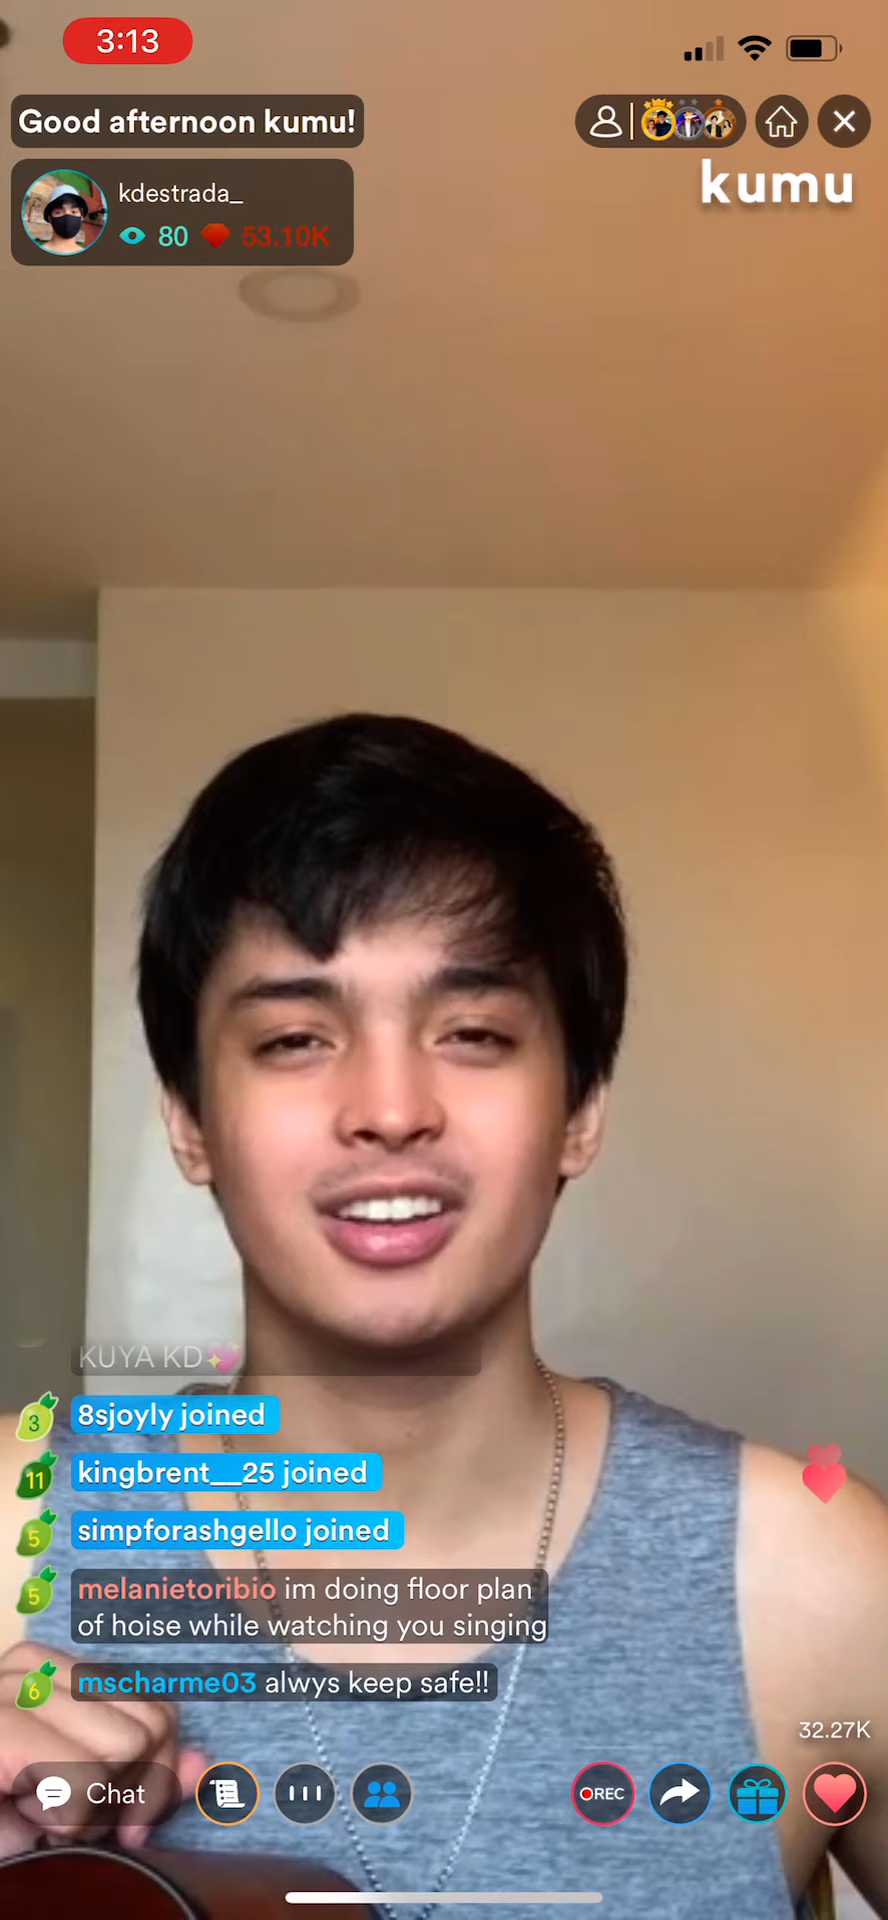 3:13
Good afternoon kumu!
kumu
kdestrada_
80 53.10K
KUYA KD
3 8sjoyly joined
11 kingbrent__25 joined
5 simpforashgello joined
5 melanietoribio im doing floor plan
of hoise while watching you singing
6 mscharme03 alwys keep safe!!
32.27K
Chat
REC